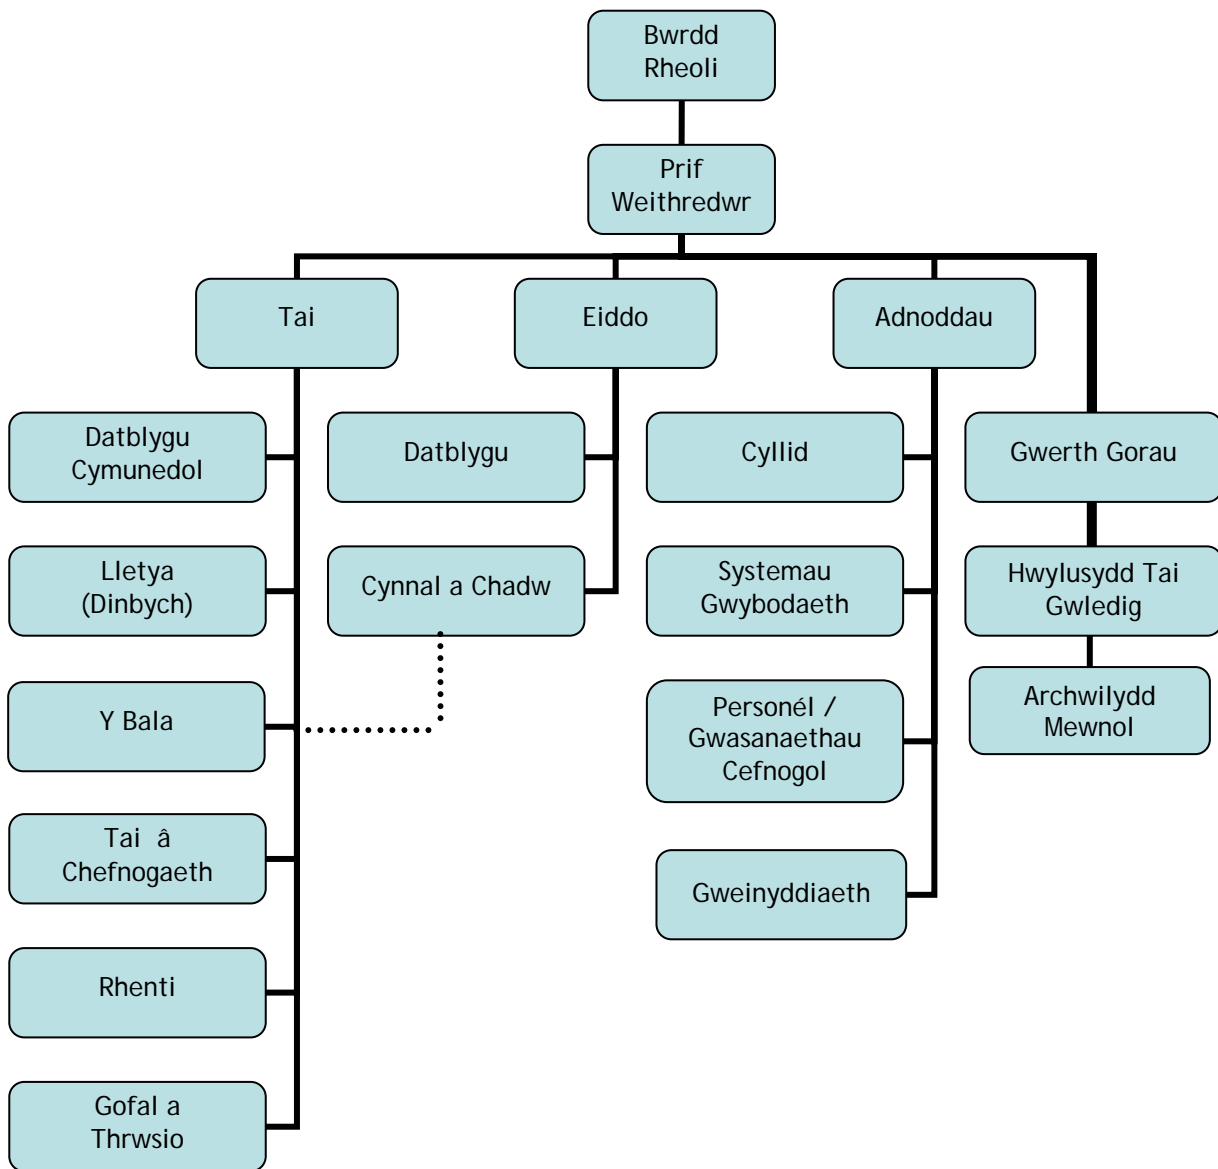 Bwrdd
Rheoli
Prif
Weithredwr
Tai
Eiddo
Adnoddau
Datblygu
Cymunedol
Datblygu
Cyllid
Gwerth Gorau
Lletya
(Dinbych)
Cynnal a Chadw
Systemau
Gwybodaeth
Hwylusydd Tai
Gwledig
Y Bala
Personél /
Gwasanaethau
Cefnogol
Archwilydd
Mewnol
Tai â
Chefnogaeth
Gweinyddiaeth
Rhenti
Gofal a
Thrwsio